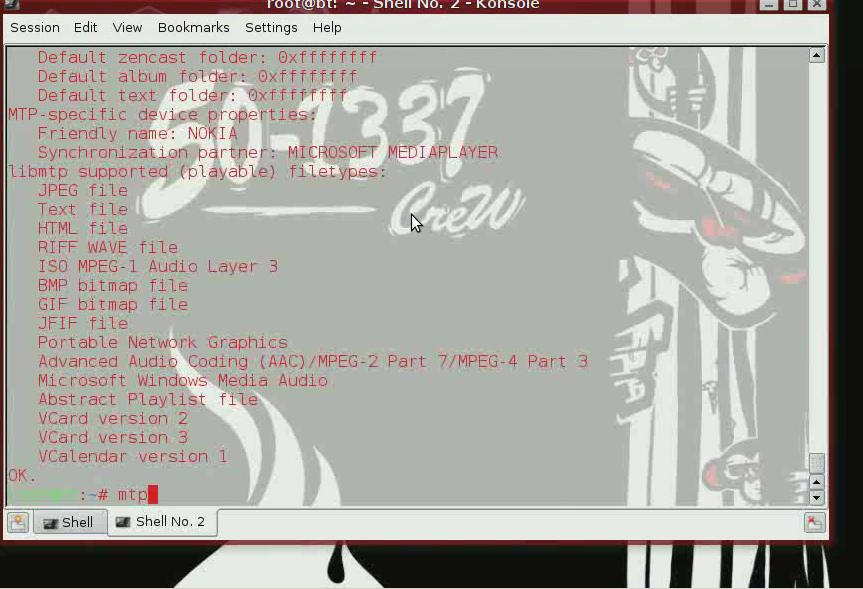 root@bt: ~ - Shell No. 2 - Konsole
Session Edit View Bookmarks Settings Help
Default zencast folder: 0xffffffff
Default album folder: 0xffffffff
Default text folder: 0xffffffff
MTP-specific device properties:
Friendly name: NOKIA
Synchronization partner: MICROSOFT MEDIAPLAYER
libmtp supported (playable) filetypes:
JPEG file
Text file
HTML file
RIFF WAVE file
ISO MPEG-1 Audio Layer 3
BMP bitmap file
GIF bitmap file
JFIF file
Portable Network Graphics
Advanced Audio Coding (AAC)/MPEG-2 Part 7/MPEG-4 Part 3
Microsoft Windows Media Audio
Abstract Playlist file
VCard version 2
VCard version 3
VCalendar version 1
OK.
root@bt:~# mtp
Shell Shell No. 2
SO-1337
CreW